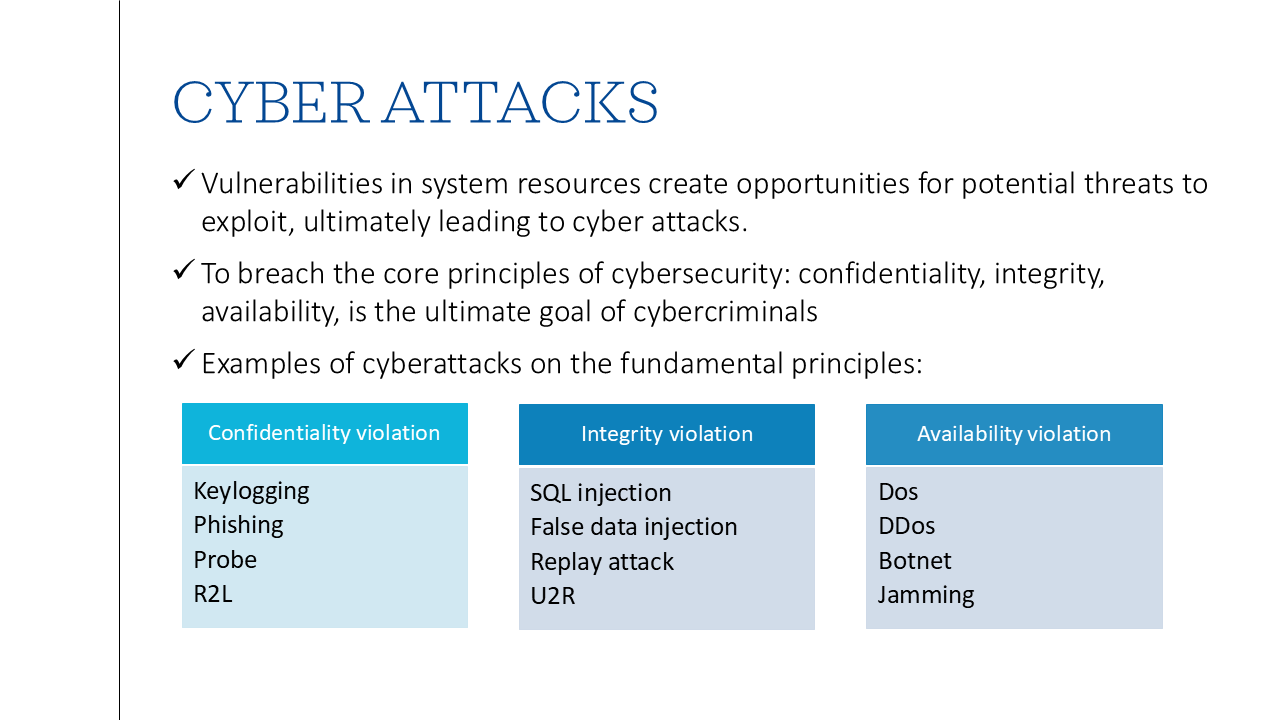 CYBER ATTACKS
✓ Vulnerabilities in system resources create opportunities for potential threats to
exploit, ultimately leading to cyber attacks.
✓ To breach the core principles of cybersecurity: confidentiality, integrity,
availability, is the ultimate goal of cybercriminals
✓ Examples of cyberattacks on the fundamental principles:
Confidentiality violation
Keylogging
Phishing
Probe
R2L
Integrity violation
SQL injection
False data injection
Replay attack
U2R
Availability violation
Dos
DDos
Botnet
Jamming